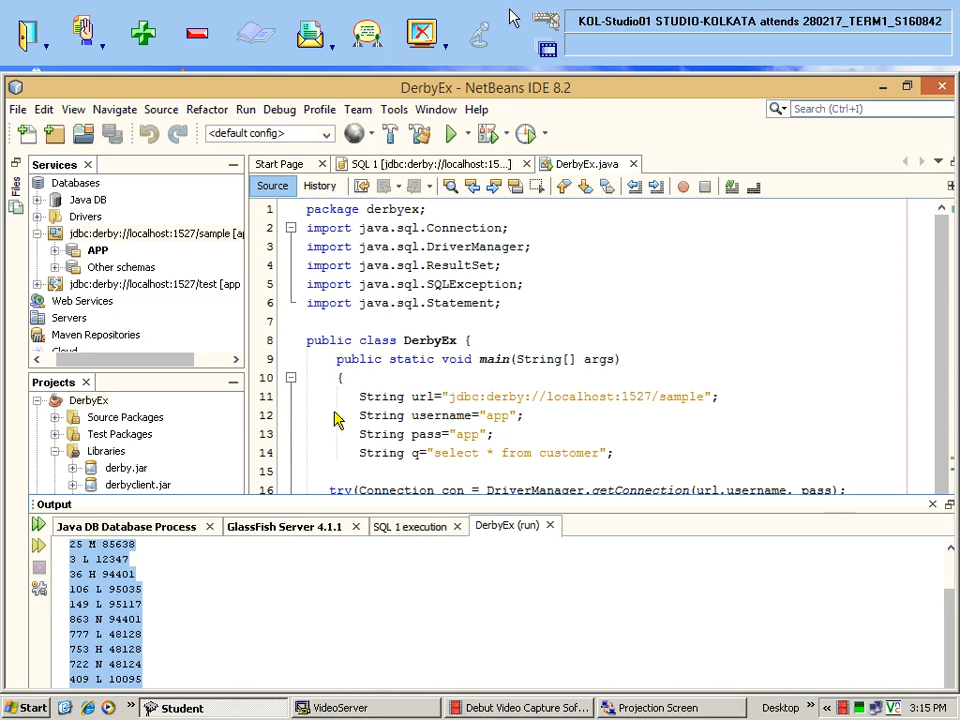 KOL-Studio01 STUDIO-KOLKATA attends 280217_TERM1_S160842
DerbyEx - NetBeans IDE 8.2
File Edit View Navigate Source Refactor Run Debug Profile Team Tools Window Help
Search (Ctrl+I)
<default config>
Files
Services
Databases
Java DB
Drivers
jdbc:derby://localhost:1527/sample [ap
APP
Other schemas
jdbc:derby://localhost:1527/test [app
Web Services
Servers
Maven Repositories
Cloud
Projects
DerbyEx
Source Packages
Test Packages
Libraries
derby.jar
derbyclient.jar
Start Page SQL 1 [jdbc:derby://localhost:15...] DerbyEx.java
Source History
1 package derbyex;
2 import java.sql.Connection;
3 import java.sql.DriverManager;
4 import java.sql.ResultSet;
5 import java.sql.SQLException;
6 import java.sql.Statement;
7
8 public class DerbyEx {
9 public static void main(String[] args)
10 {
11 String url="jdbc:derby://localhost:1527/sample";
12 String username="app";
13 String pass="app";
14 String q="select * from customer";
15
16 try(Connection con = DriverManager.getConnection(url,username, pass);
Output
Java DB Database Process GlassFish Server 4.1.1 SQL 1 execution DerbyEx (run)
25 M 85638
3 L 12347
36 H 94401
106 L 95035
149 L 95117
863 N 94401
777 L 48128
753 H 48128
722 N 48124
409 L 10095
Start Student VideoServer Debut Video Capture Sof... Projection Screen Desktop 3:15 PM